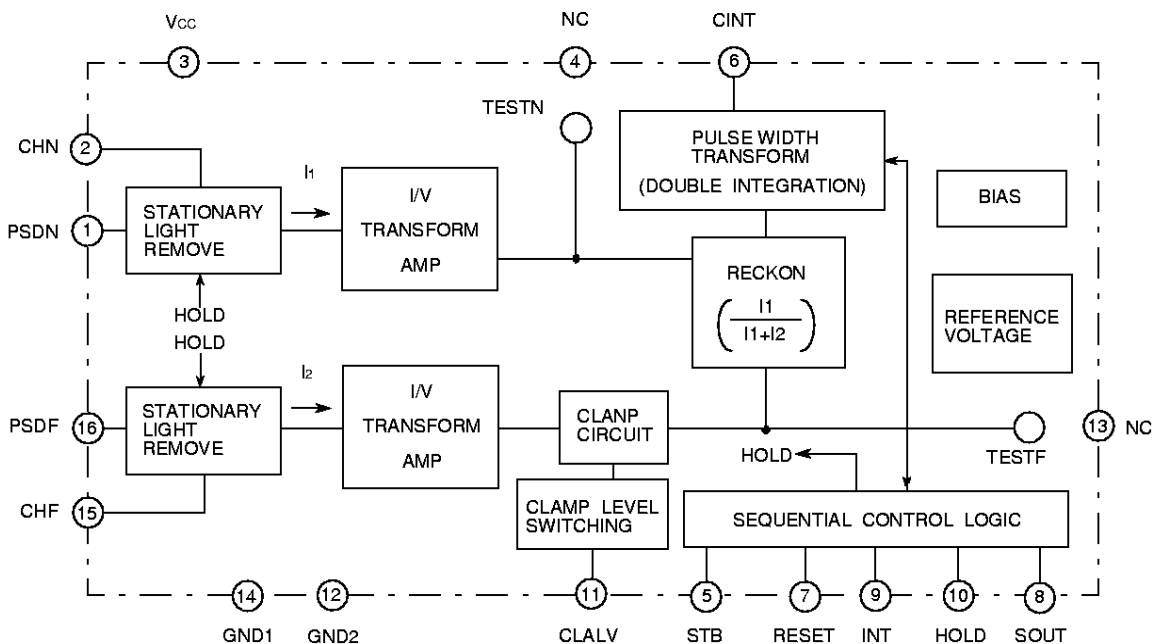 Vcc
NC
CINT
3
4
6
TESTN
CHN
2
PULSE WIDTH
TRANSFORM
(DOUBLE INTEGRATION)
I1
I/V
TRANSFORM
AMP
BIAS
PSDN
1
STATIONARY
LIGHT
REMOVE
RECKON
(I1/I1+I2)
REFERENCE
VOLTAGE
HOLD
HOLD
I2
I/V
TRANSFORM
AMP
PSDF
16
STATIONARY
LIGHT
REMOVE
CLANP
CIRCUIT
13
NC
HOLD
TESTF
CHF
15
CLAMP LEVEL
SWITCHING
SEQUENTIAL CONTROL LOGIC
14
12
11
5
7
9
10
8
GND1
GND2
CLALV
STB
RESET
INT
HOLD
SOUT